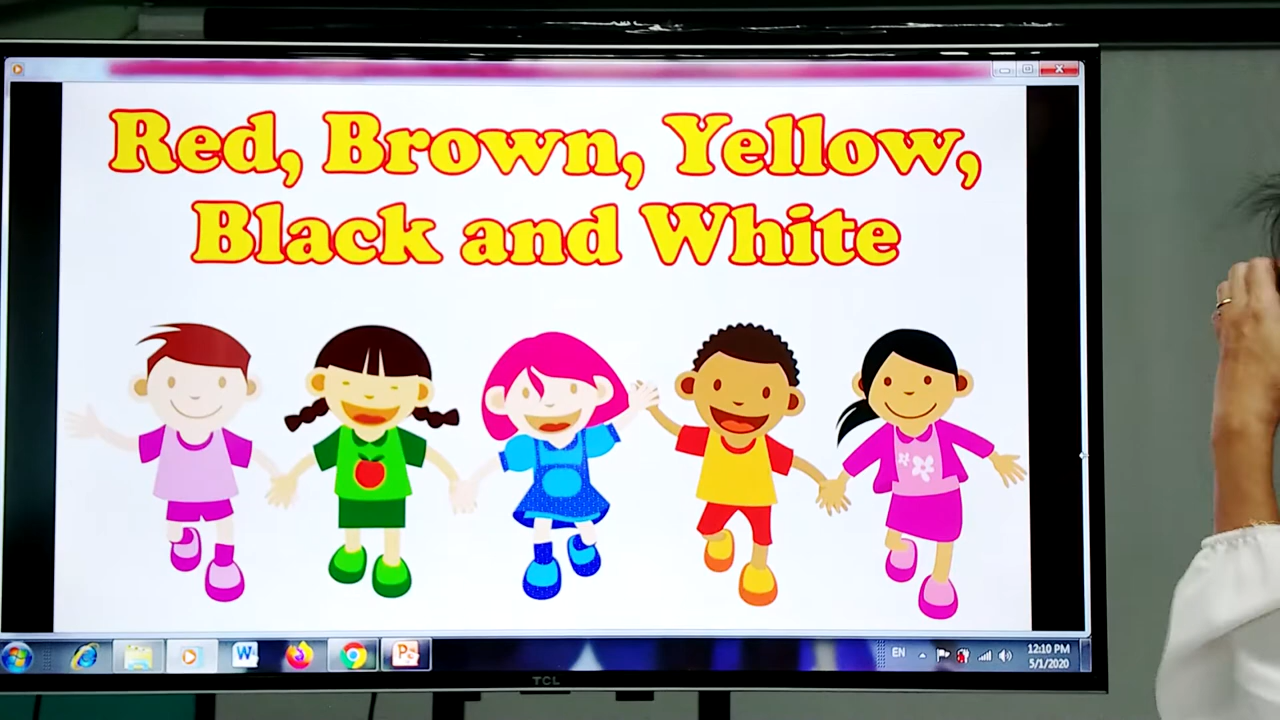 Red, Brown, Yellow,
Black and White
EN
12:10 PM
5/1/2020
TCL